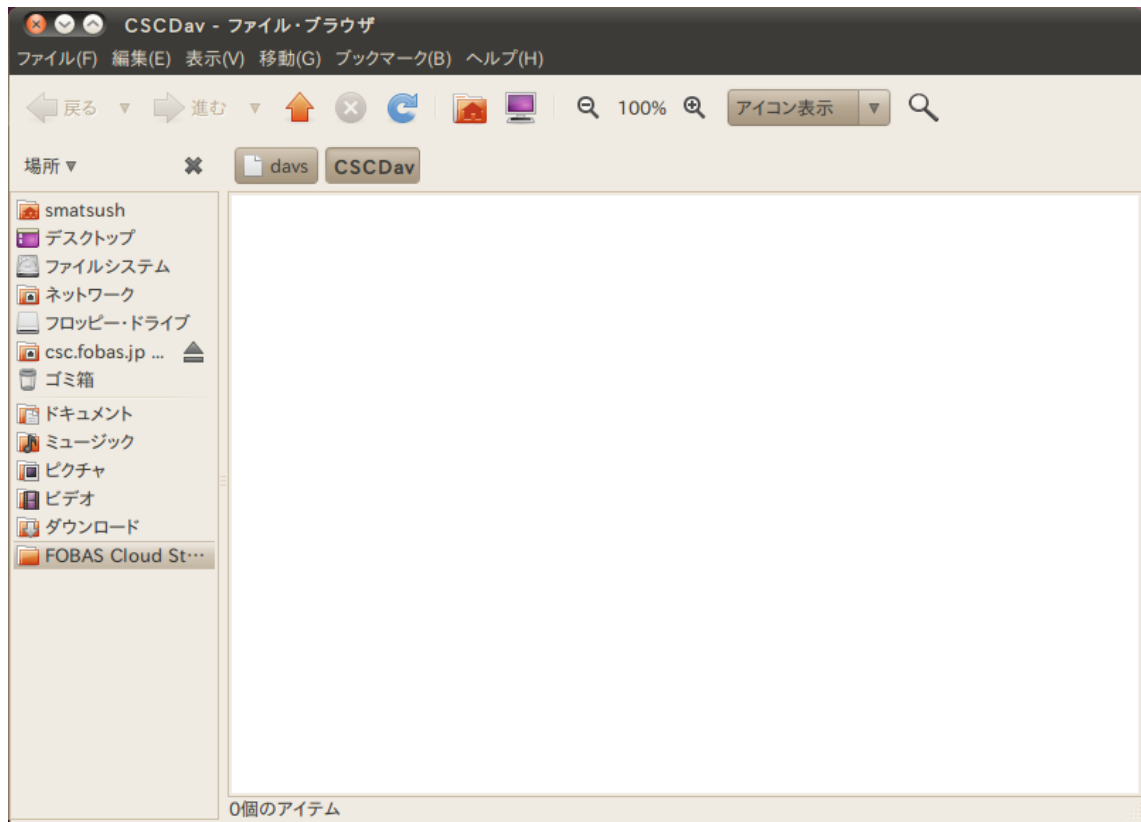 CSCDav - ファイル・ブラウザ
ファイル(F) 編集(E) 表示(V) 移動(G) ブックマーク(B) ヘルプ(H)
戻る 進む 100% アイコン表示
場所 davs CSCDav
smatsush
デスクトップ
ファイルシステム
ネットワーク
フロッピー・ドライブ
csc.fobas.jp ...
ゴミ箱
ドキュメント
ミュージック
ピクチャ
ビデオ
ダウンロード
FOBAS Cloud St…
0個のアイテム